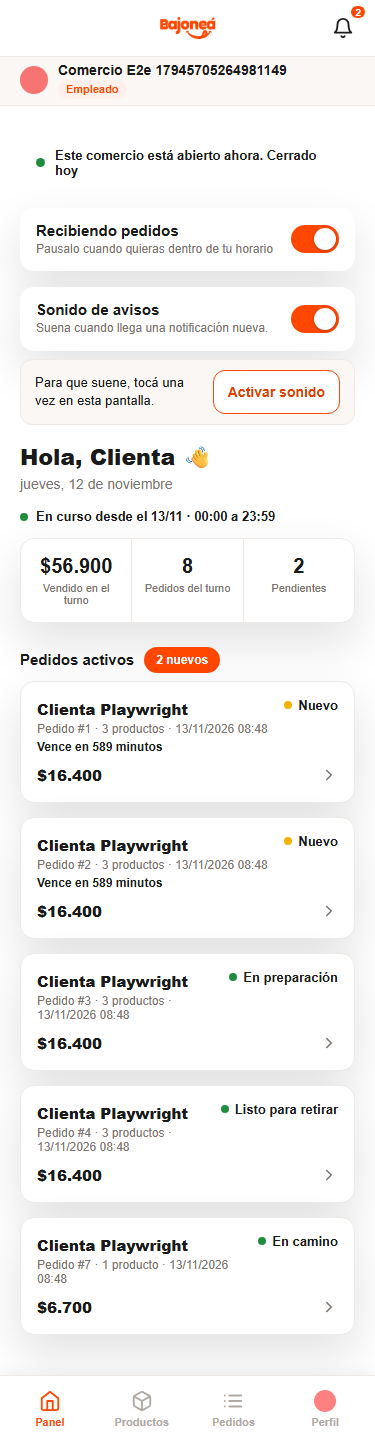 Bajoneá
2
Comercio E2e 17945705264981149
Empleado
Este comercio está abierto ahora. Cerrado
hoy
Recibiendo pedidos
Pausalo cuando quieras dentro de tu horario
Sonido de avisos
Suena cuando llega una notificación nueva.
Para que suene, tocá una
vez en esta pantalla.
Activar sonido
Hola, Clienta 👋
jueves, 12 de noviembre
En curso desde el 13/11 · 00:00 a 23:59
$56.900
Vendido en el
turno
8
Pedidos del turno
2
Pendientes
Pedidos activos
2 nuevos
Clienta Playwright
Nuevo
Pedido #1 · 3 productos · 13/11/2026 08:48
Vence en 589 minutos
$16.400
Clienta Playwright
Nuevo
Pedido #2 · 3 productos · 13/11/2026 08:48
Vence en 589 minutos
$16.400
Clienta Playwright
En preparación
Pedido #3 · 3 productos ·
13/11/2026 08:48
$16.400
Clienta Playwright
Listo para retirar
Pedido #4 · 3 productos ·
13/11/2026 08:48
$16.400
Clienta Playwright
En camino
Pedido #7 · 1 producto · 13/11/2026
08:48
$6.700
Panel
Productos
Pedidos
Perfil